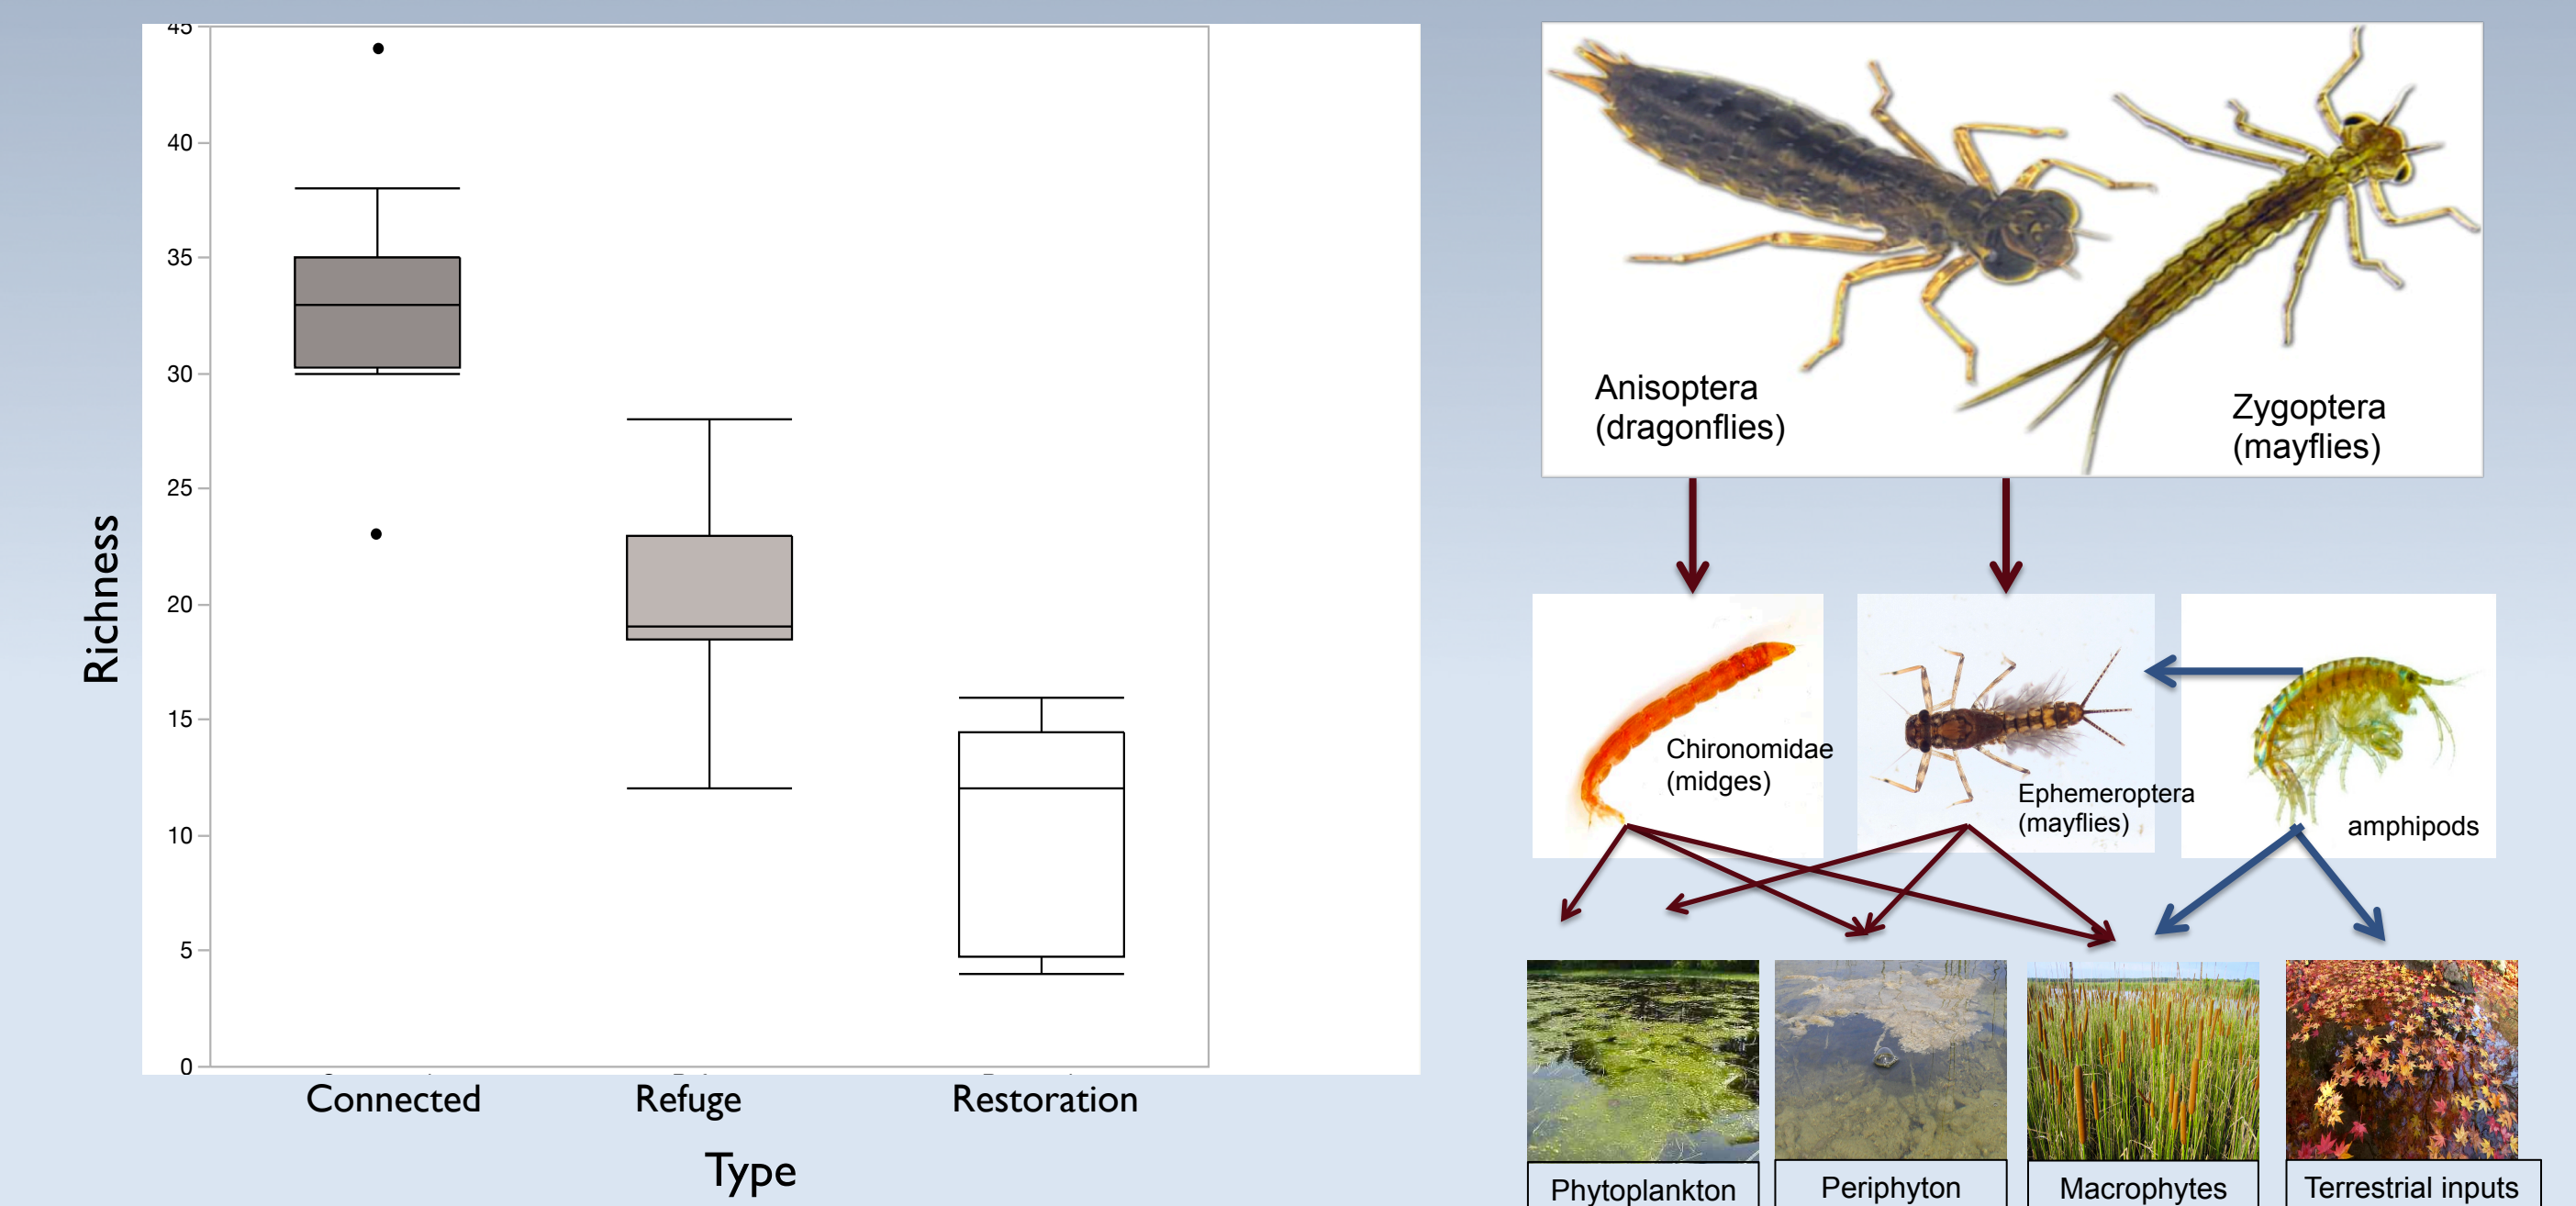 45
40
35
30
25
20
15
10
5
0
Richness
Connected
Refuge
Restoration
Type
Anisoptera
(dragonflies)
Zygoptera
(mayflies)
Chironomidae
(midges)
Ephemeroptera
(mayflies)
amphipods
Phytoplankton
Periphyton
Macrophytes
Terrestrial inputs